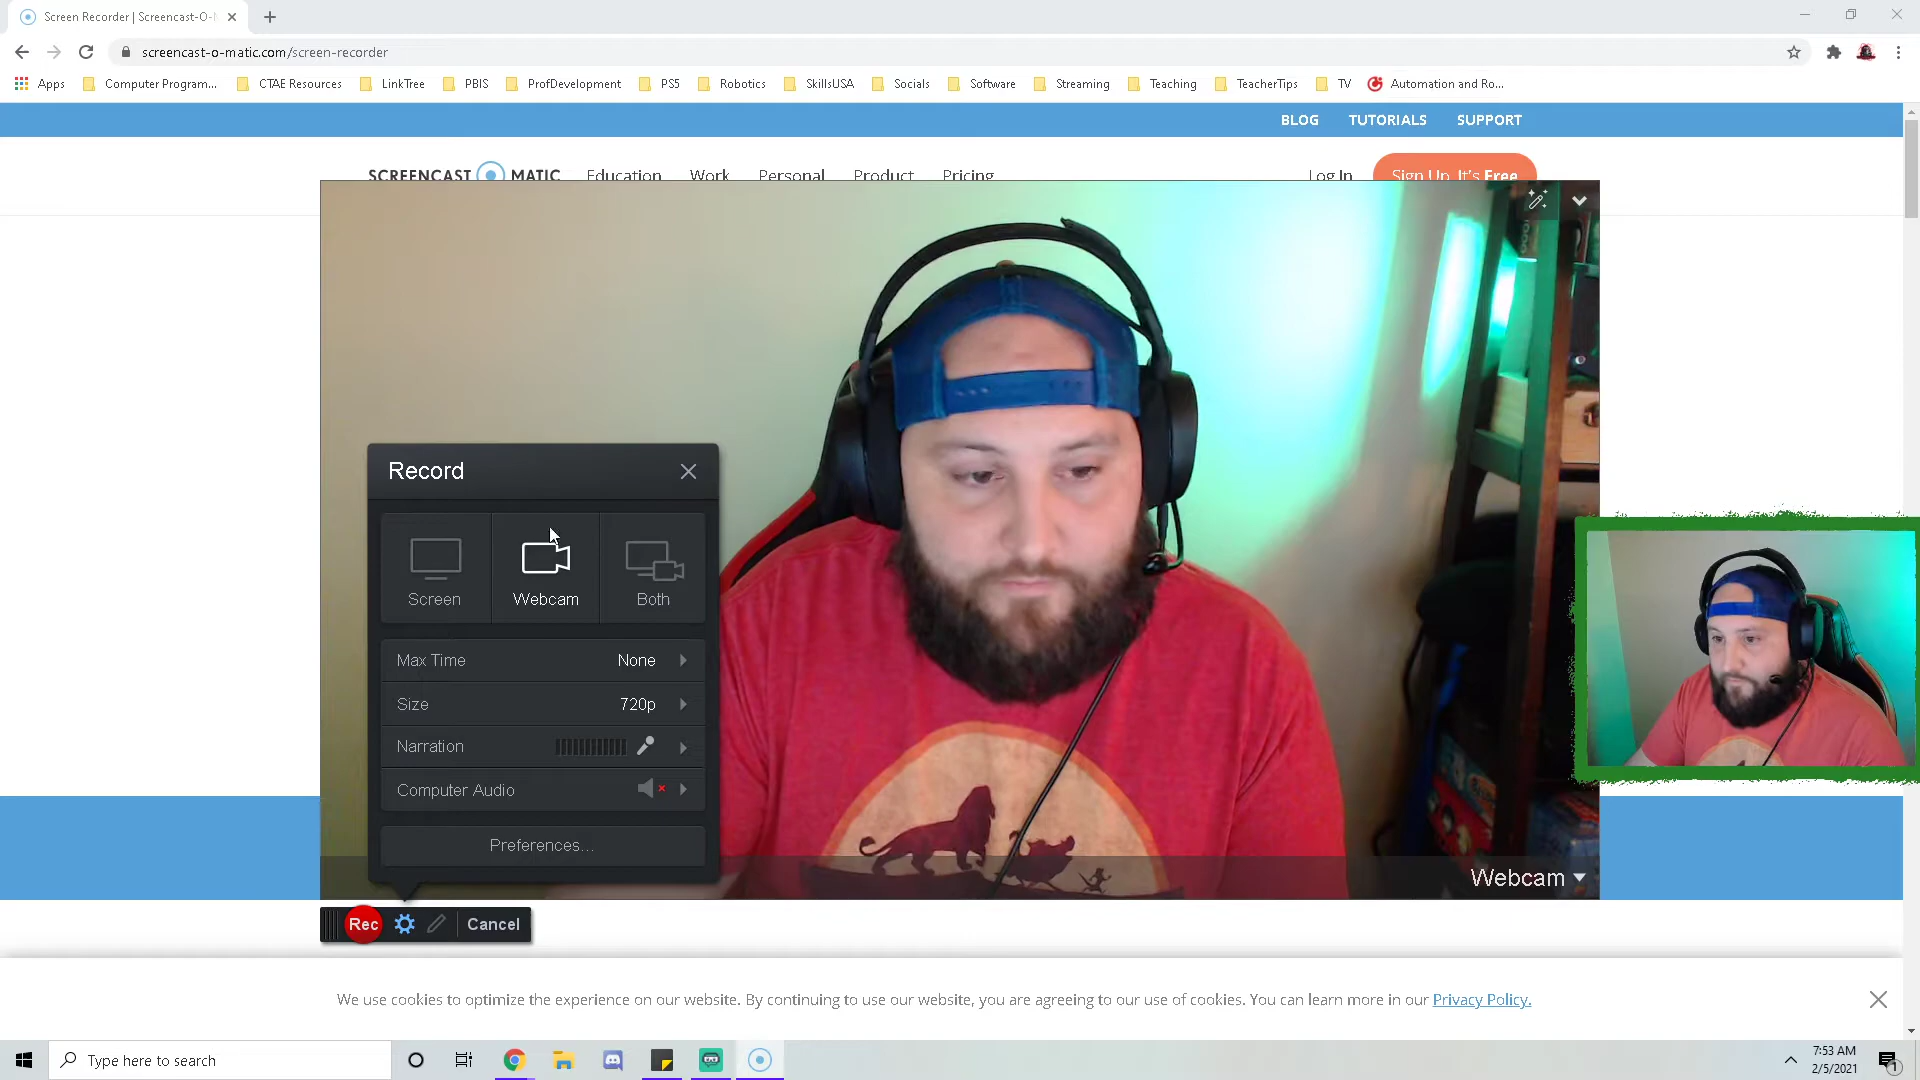 Screen Recorder | Screencast-O-
screencast-o-matic.com/screen-recorder
Apps Computer Program... CTAE Resources LinkTree PBIS ProfDevelopment PS5 Robotics SkillsUSA Socials Software Streaming Teaching TeacherTips TV Automation and Ro...
BLOG TUTORIALS SUPPORT
SCREENCAST MATIC Education Work Personal Product Pricing Log In Sign Up, It's Free
Record
Screen Webcam Both
Max Time None
Size 720p
Narration
Computer Audio
Preferences...
Webcam
Rec Cancel
We use cookies to optimize the experience on our website. By continuing to use our website, you are agreeing to our use of cookies. You can learn more in our Privacy Policy.
Type here to search
7:53 AM
2/5/2021
1